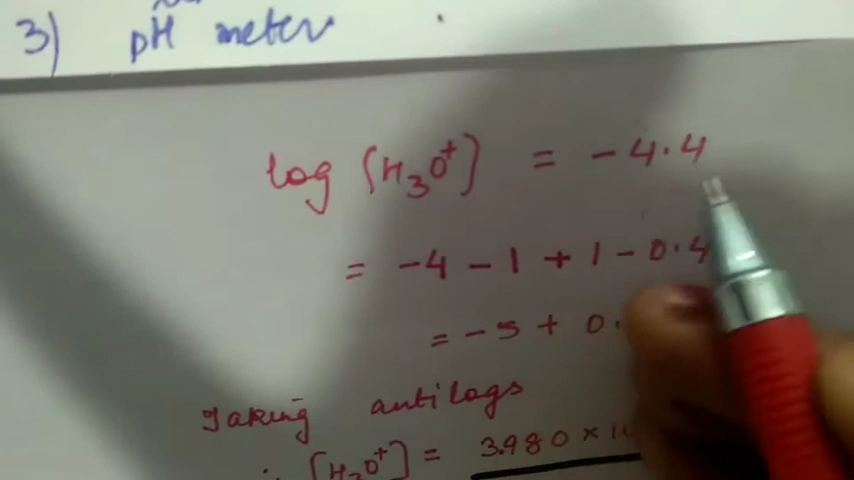 3) pH meter.
log [H3O+] = -4.4
= -4 - 1 + 1 - 0.4
= -5 + 0.
Taking antilogs
∴ [H3O+] = 3.980 × 1